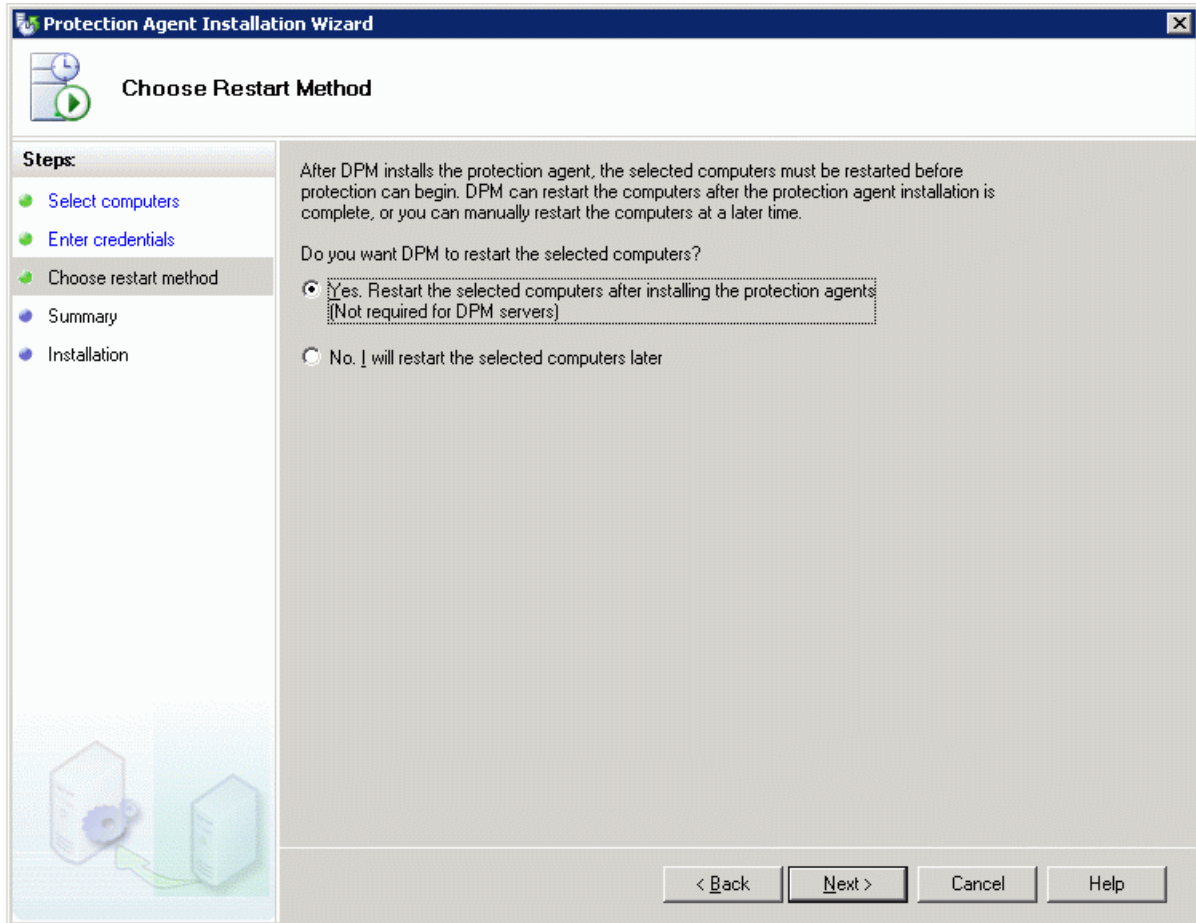 Protection Agent Installation Wizard
Choose Restart Method
Steps:
Select computers
Enter credentials
Choose restart method
Summary
Installation
After DPM installs the protection agent, the selected computers must be restarted before
protection can begin. DPM can restart the computers after the protection agent installation is
complete, or you can manually restart the computers at a later time.
Do you want DPM to restart the selected computers?
Yes. Restart the selected computers after installing the protection agents
(Not required for DPM servers)
No. I will restart the selected computers later
< Back
Next >
Cancel
Help